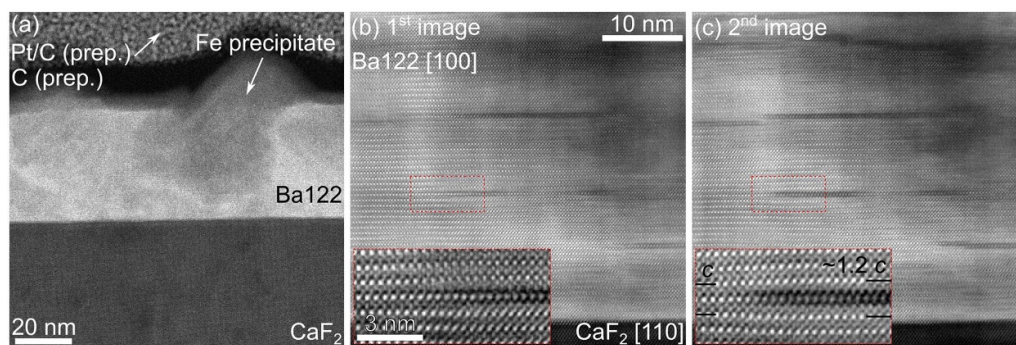 (a)
Pt/C (prep.)
C (prep.)
Fe precipitate
Ba122
20 nm
CaF2
(b) 1st image
10 nm
Ba122 [100]
3 nm
CaF2 [110]
(c) 2nd image
c
~1.2 c